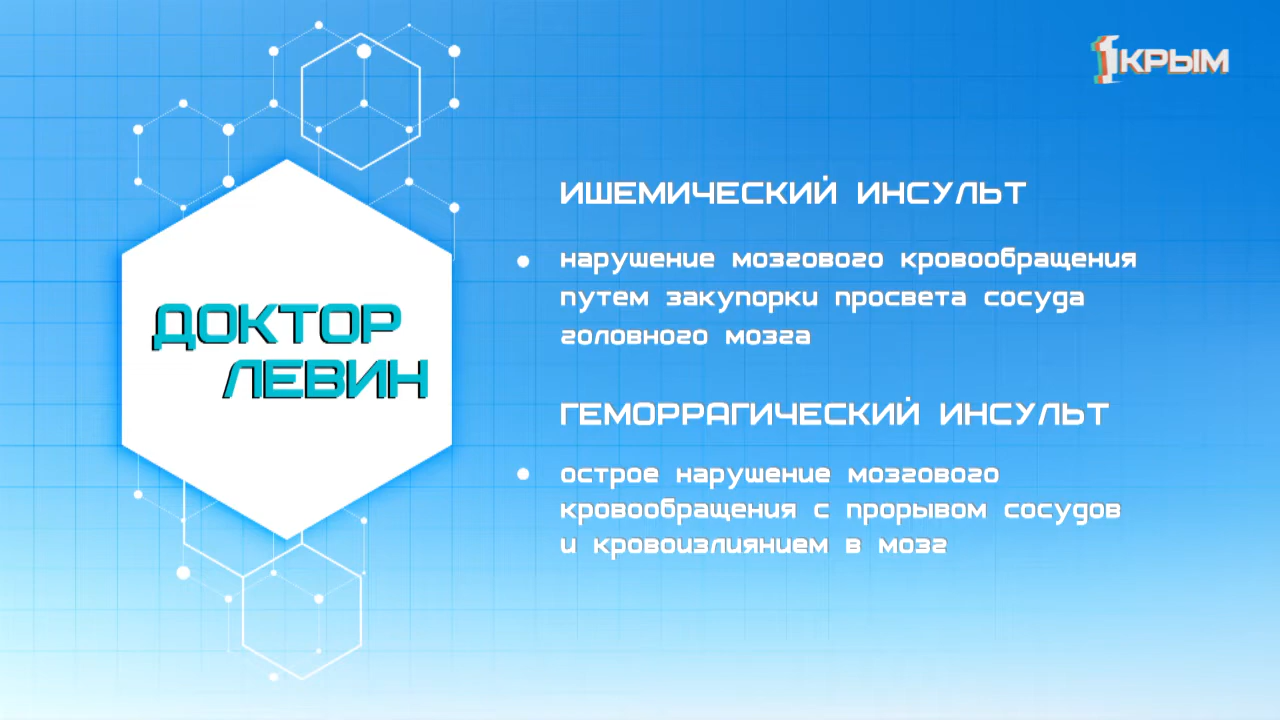 1КРЫМ
ДОКТОР
ЛЕВИН
ИШЕМИЧЕСКИЙ ИНСУЛЬТ
• нарушение мозгового кровообращения
путем закупорки просвета сосуда
головного мозга
ГЕМОРРАГИЧЕСКИЙ ИНСУЛЬТ
• острое нарушение мозгового
кровообращения с прорывом сосудов
и кровоизлиянием в мозг